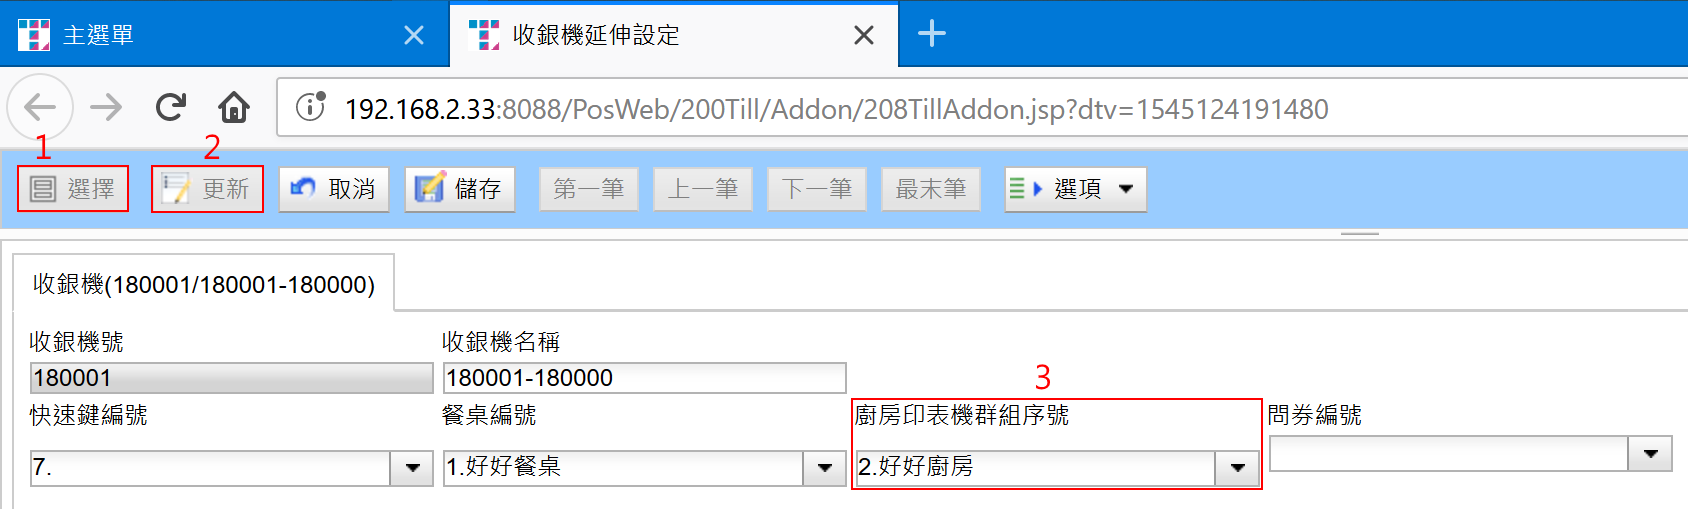 主選單
收銀機延伸設定
192.168.2.33:8088/PosWeb/200Till/Addon/208TillAddon.jsp?dtv=1545124191480
1 2
選擇 更新 取消 儲存 第一筆 上一筆 下一筆 最末筆 選項
收銀機(180001/180001-180000)
收銀機號 收銀機名稱
180001 180001-180000
3
快速鍵編號 餐桌編號 廚房印表機群組序號 問券編號
7. 1.好好餐桌 2.好好廚房